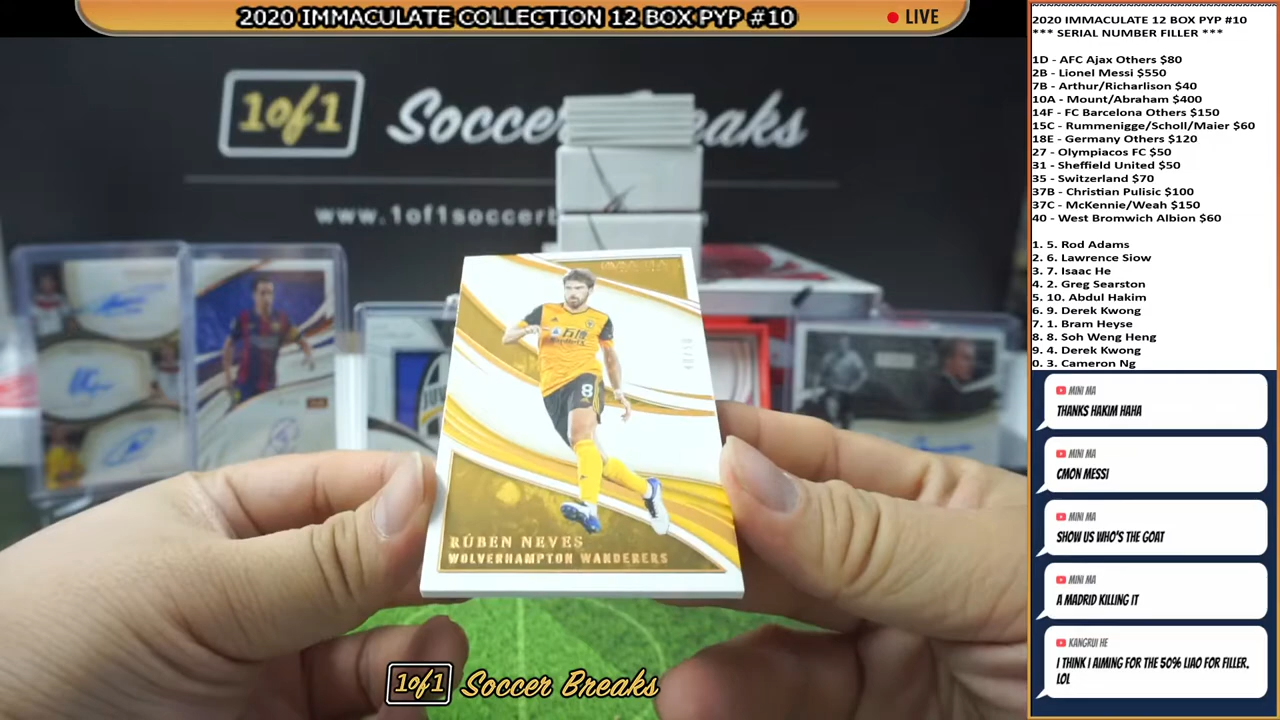 2020 IMMACULATE COLLECTION 12 BOX PYP #10
LIVE
1of1
Soccer Breaks
www.1of1soccerb
RÚBEN NEVES
WOLVERHAMPTON WANDERERS
8
1of1 Soccer Breaks
2020 IMMACULATE 12 BOX PYP #10
*** SERIAL NUMBER FILLER ***
1D - AFC Ajax Others $80
2B - Lionel Messi $550
7B - Arthur/Richarlison $40
10A - Mount/Abraham $400
14F - FC Barcelona Others $150
15C - Rummenigge/Scholl/Maier $60
18E - Germany Others $120
27 - Olympiacos FC $50
31 - Sheffield United $50
35 - Switzerland $70
37B - Christian Pulisic $100
37C - McKennie/Weah $150
40 - West Bromwich Albion $60
1. 5. Rod Adams
2. 6. Lawrence Siow
3. 7. Isaac He
4. 2. Greg Searston
5. 10. Abdul Hakim
6. 9. Derek Kwong
7. 1. Bram Heyse
8. 8. Soh Weng Heng
9. 4. Derek Kwong
0. 3. Cameron Ng
MINI MA
THANKS HAKIM HAHA
MINI MA
CMON MESSI
MINI MA
SHOW US WHO'S THE GOAT
MINI MA
A MADRID KILLING IT
KANGRUI HE
I THINK I AIMING FOR THE 50% LIAO FOR FILLER.
LOL